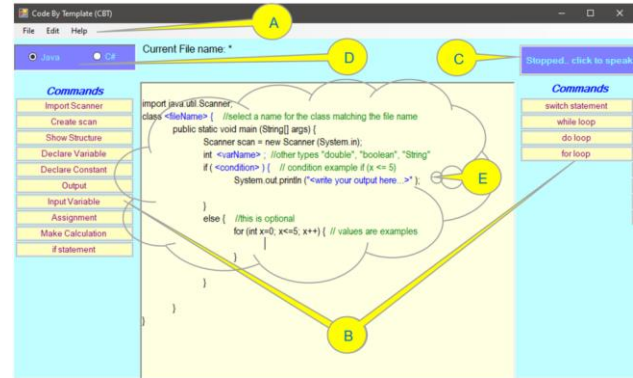 Code By Template (CBT)
File Edit Help
A
Java C#
Current File name: *
D
C
Stopped.. click to speak
Commands
Import Scanner
Create scan
Show Structure
Declare Variable
Declare Constant
Output
Input Variable
Assignment
Make Calculation
if statement
import java.util.Scanner;
class <fileName> { //select a name for the class matching the file name
public static void main (String[] args) {
Scanner scan = new Scanner (System.in);
int <varName> ; //other types "double", "boolean", "String"
if ( <condition> ) { // condition example if (x <= 5)
System.out.println ("<write your output here...>" );
}
else { //this is optional
for (int x=0; x<=5; x++) { // values are examples
}
}
}
}
E
B
Commands
switch statement
while loop
do loop
for loop